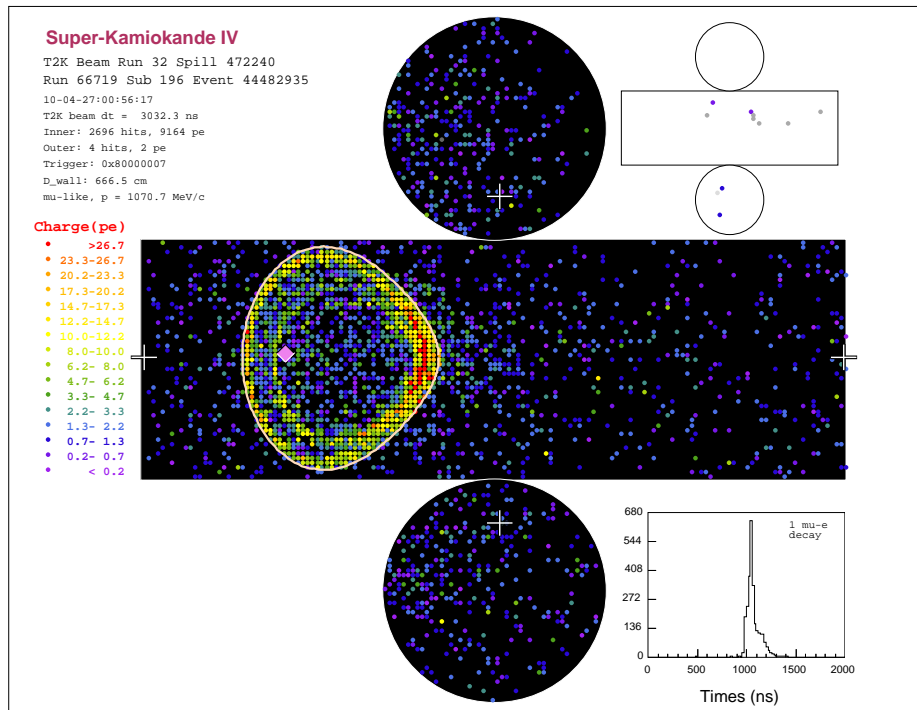 Super-Kamiokande IV
T2K Beam Run 32 Spill 472240
Run 66719 Sub 196 Event 44482935
10-04-27:00:56:17
T2K beam dt = 3032.3 ns
Inner: 2696 hits, 9164 pe
Outer: 4 hits, 2 pe
Trigger: 0x80000007
D_wall: 666.5 cm
mu-like, p = 1070.7 MeV/c
Charge(pe)
>26.7
23.3-26.7
20.2-23.3
17.3-20.2
14.7-17.3
12.2-14.7
10.0-12.2
8.0-10.0
6.2- 8.0
4.7- 6.2
3.3- 4.7
2.2- 3.3
1.3- 2.2
0.7- 1.3
0.2- 0.7
< 0.2
1 mu-e
decay
680
544
408
272
136
0
0 500 1000 1500 2000
Times (ns)